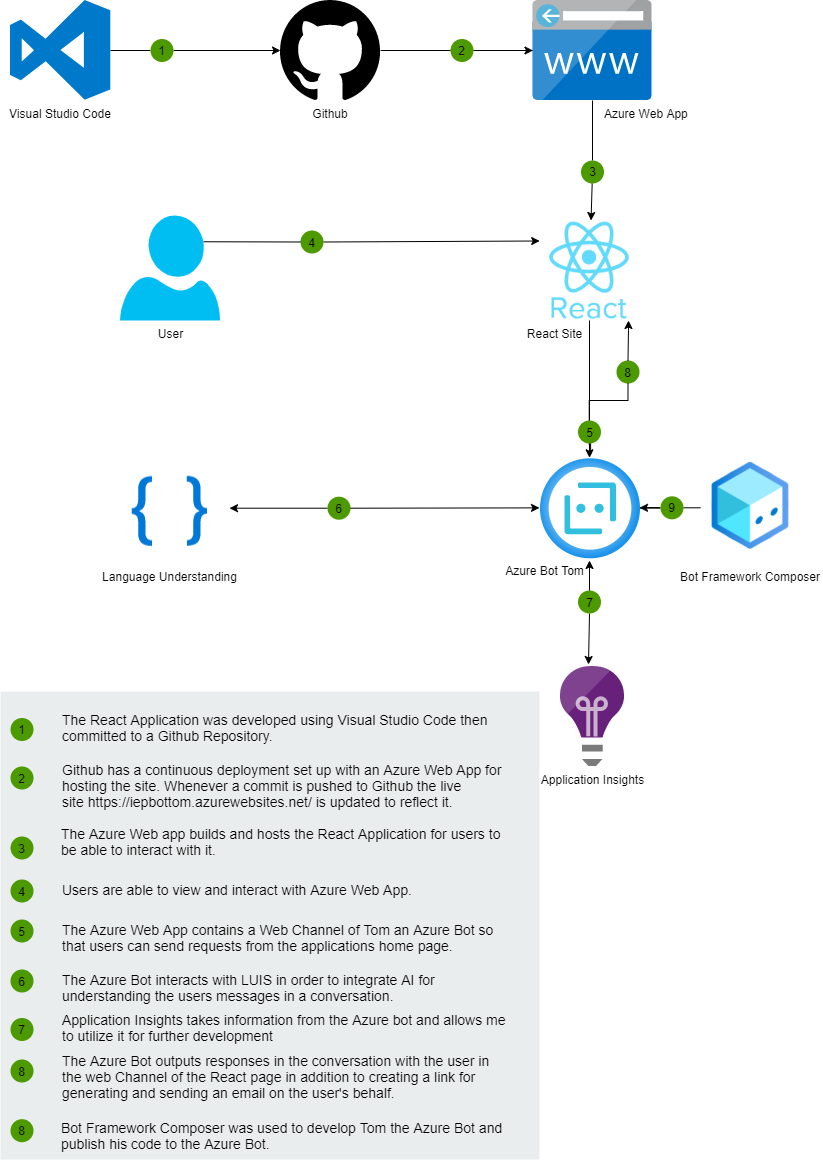 1
2
WWW
Visual Studio Code
Github
Azure Web App
3
4
React
User
React Site
8
5
6
9
Language Understanding
Azure Bot Tom
Bot Framework Composer
7
Application Insights
1
The React Application was developed using Visual Studio Code then
committed to a Github Repository.
2
Github has a continuous deployment set up with an Azure Web App for
hosting the site. Whenever a commit is pushed to Github the live
site https://iepbottom.azurewebsites.net/ is updated to reflect it.
3
The Azure Web app builds and hosts the React Application for users to
be able to interact with it.
4
Users are able to view and interact with Azure Web App.
5
The Azure Web App contains a Web Channel of Tom an Azure Bot so
that users can send requests from the applications home page.
6
The Azure Bot interacts with LUIS in order to integrate AI for
understanding the users messages in a conversation.
7
Application Insights takes information from the Azure bot and allows me
to utilize it for further development
8
The Azure Bot outputs responses in the conversation with the user in
the web Channel of the React page in addition to creating a link for
generating and sending an email on the user's behalf.
8
Bot Framework Composer was used to develop Tom the Azure Bot and
publish his code to the Azure Bot.